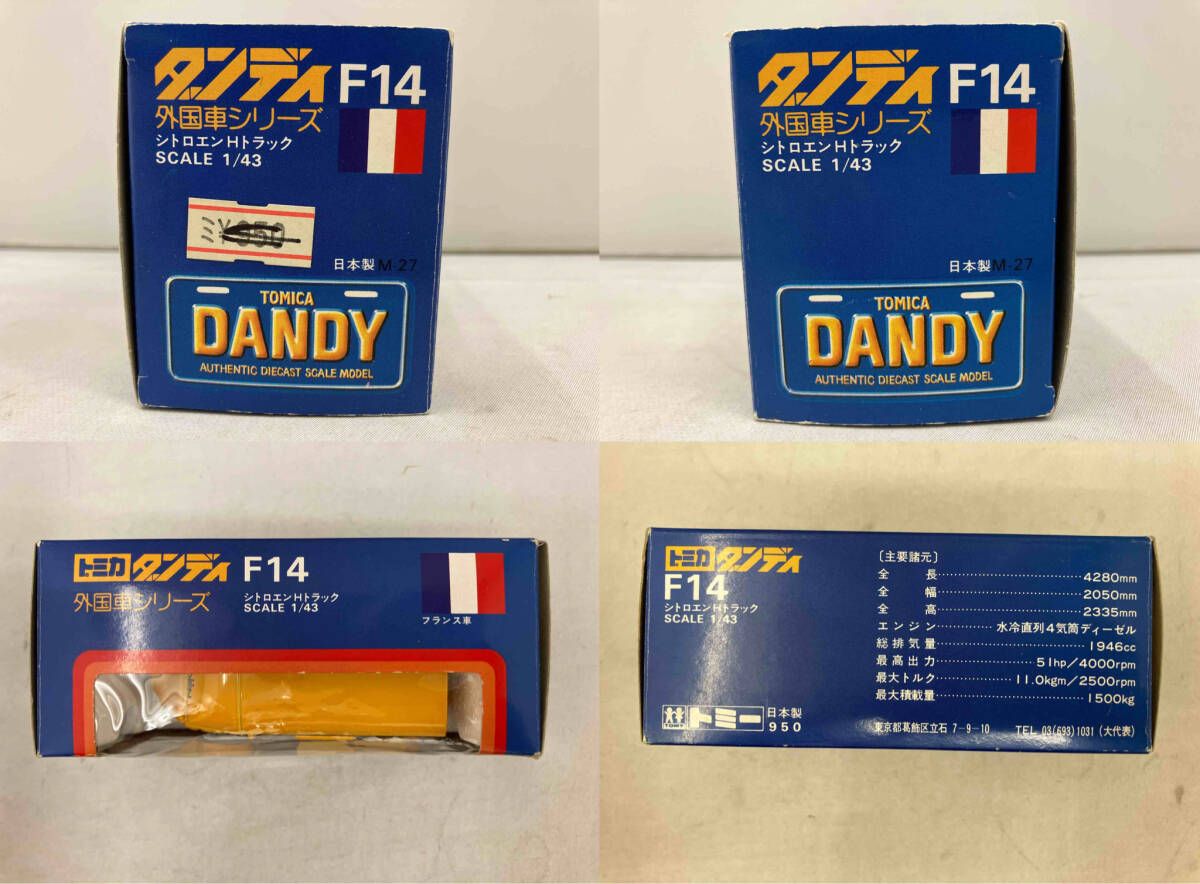 ダンディ F14
外国車シリーズ
シトロエンHトラック
SCALE 1/43
ミ¥950
日本製 M-27
TOMICA
DANDY
AUTHENTIC DIECAST SCALE MODEL
ダンディ F14
外国車シリーズ
シトロエンHトラック
SCALE 1/43
日本製 M-27
TOMICA
DANDY
AUTHENTIC DIECAST SCALE MODEL
トミカ ダンディ F14
外国車シリーズ
シトロエンHトラック
SCALE 1/43
フランス車
トミカ ダンディ
F14
シトロエンHトラック
SCALE 1/43
〔主要諸元〕
全長 4280mm
全幅 2050mm
全高 2335mm
エンジン 水冷直列4気筒ディーゼル
総排気量 1946cc
最高出力 51hp/4000rpm
最大トルク 11.0kgm/2500rpm
最大積載量 1500kg
TOMY トミー 日本製
950
東京都葛飾区立石 7-9-10 TEL 03(693)1031 (大代表)